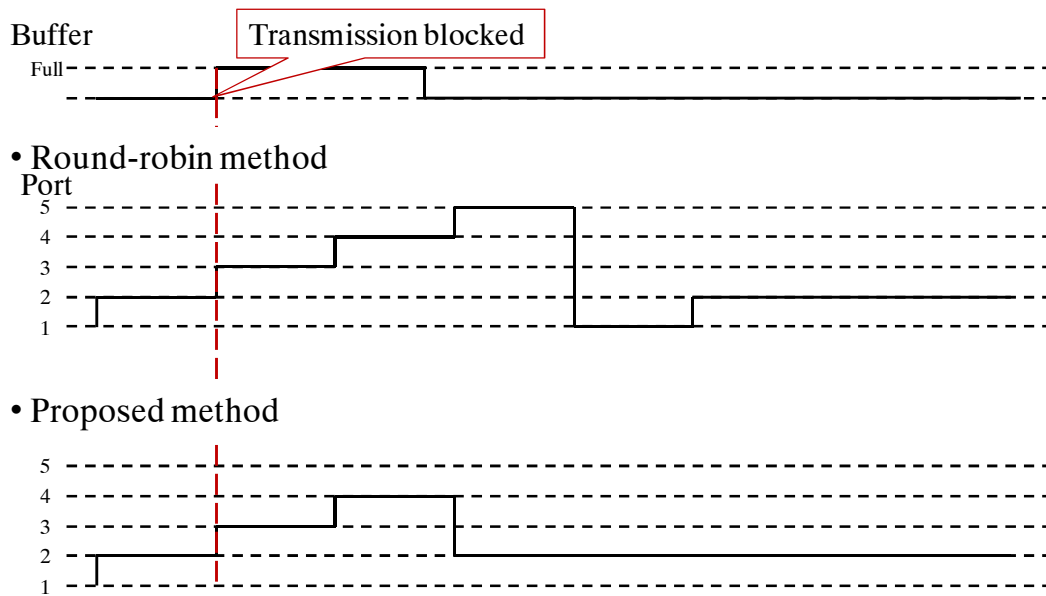 Buffer
Transmission blocked
Full
• Round-robin method
Port
5
4
3
2
1
• Proposed method
5
4
3
2
1